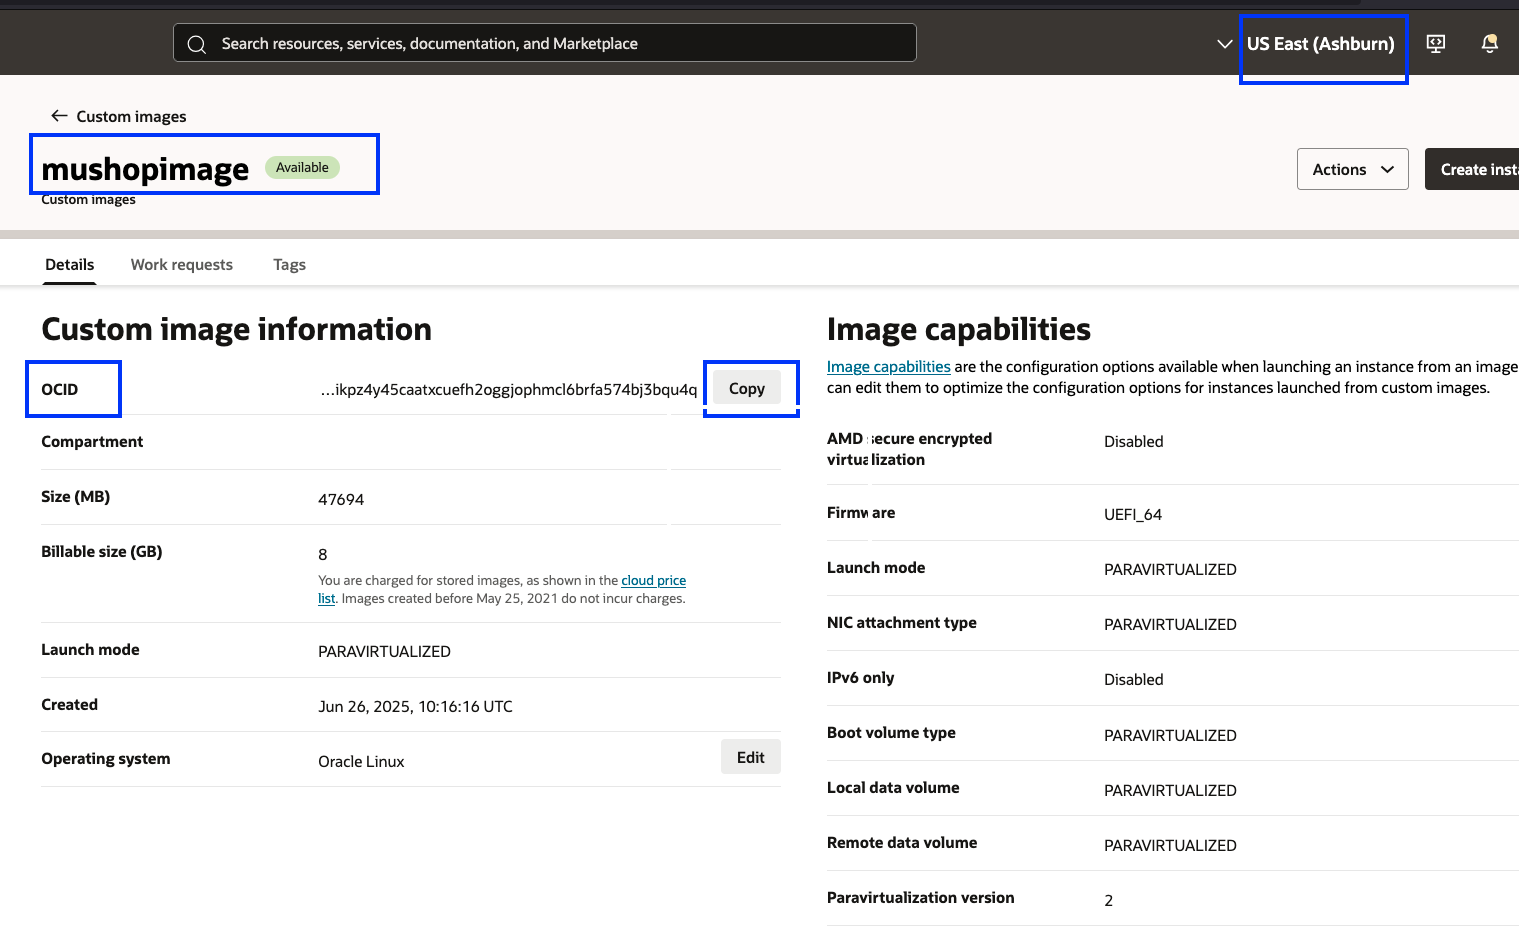 Search resources, services, documentation, and Marketplace
US East (Ashburn)
Custom images
mushopimage Available
Custom images
Actions
Create insta
Details Work requests Tags
Custom image information
OCID ...ikpz4y45caatxcuefh2oggjophmcl6brfa574bj3bqu4q Copy
Compartment
Size (MB) 47694
Billable size (GB) 8
You are charged for stored images, as shown in the cloud price
list. Images created before May 25, 2021 do not incur charges.
Launch mode PARAVIRTUALIZED
Created Jun 26, 2025, 10:16:16 UTC
Operating system Oracle Linux Edit
Image capabilities
Image capabilities are the configuration options available when launching an instance from an image
can edit them to optimize the configuration options for instances launched from custom images.
AMD secure encrypted
virtualization Disabled
Firmware UEFI_64
Launch mode PARAVIRTUALIZED
NIC attachment type PARAVIRTUALIZED
IPv6 only Disabled
Boot volume type PARAVIRTUALIZED
Local data volume PARAVIRTUALIZED
Remote data volume PARAVIRTUALIZED
Paravirtualization version 2